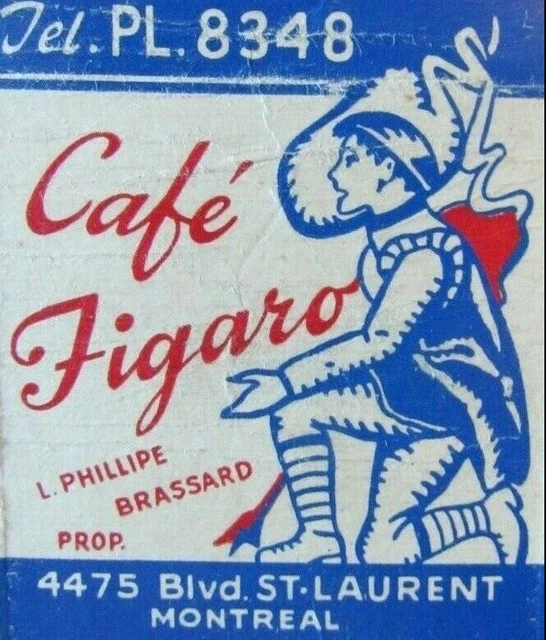 Tel. PL. 8348
Café
Figaro
L. PHILLIPE
BRASSARD
PROP.
4475 Blvd. ST-LAURENT
MONTREAL